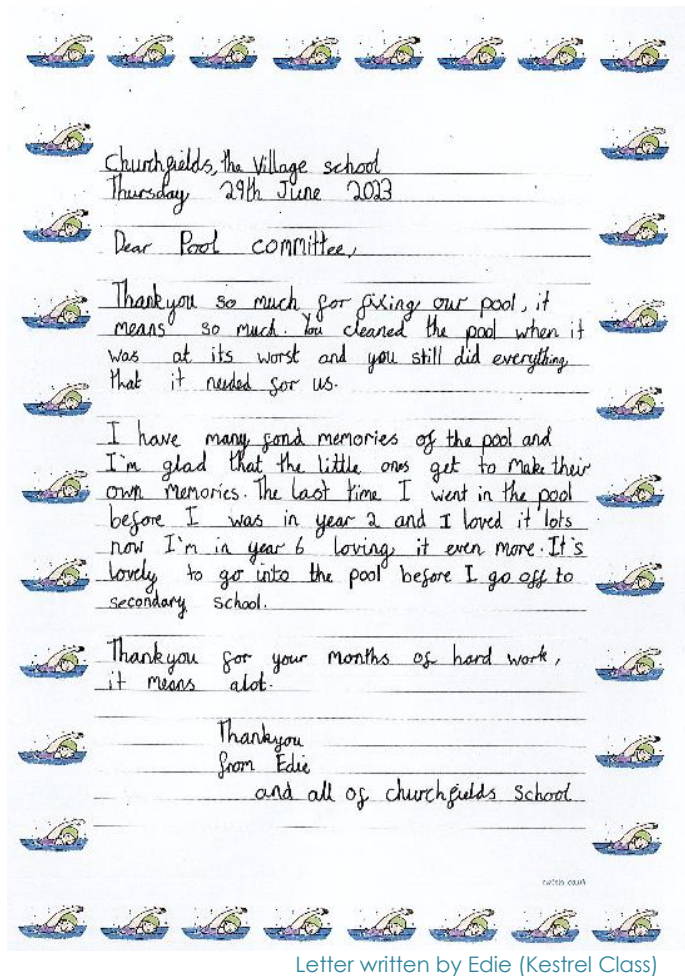 Churchfields, the Village school
Thursday 29th June 2023
Dear Pool committee,
Thankyou so much for fixing our pool, it
means so much. You cleaned the pool when it
was at its worst and you still did everything
that it needed for us.
I have many fond memories of the pool and
I'm glad that the little ones get to make their
own memories. The last time I went in the pool
before I was in year 2 and I loved it lots
now I'm in year 6 loving it even more. It's
lovely to go into the pool before I go off to
secondary school.
Thankyou for your months of hard work,
it means alot.
Thankyou
from Edie
and all of churchfields School
Letter written by Edie (Kestrel Class)